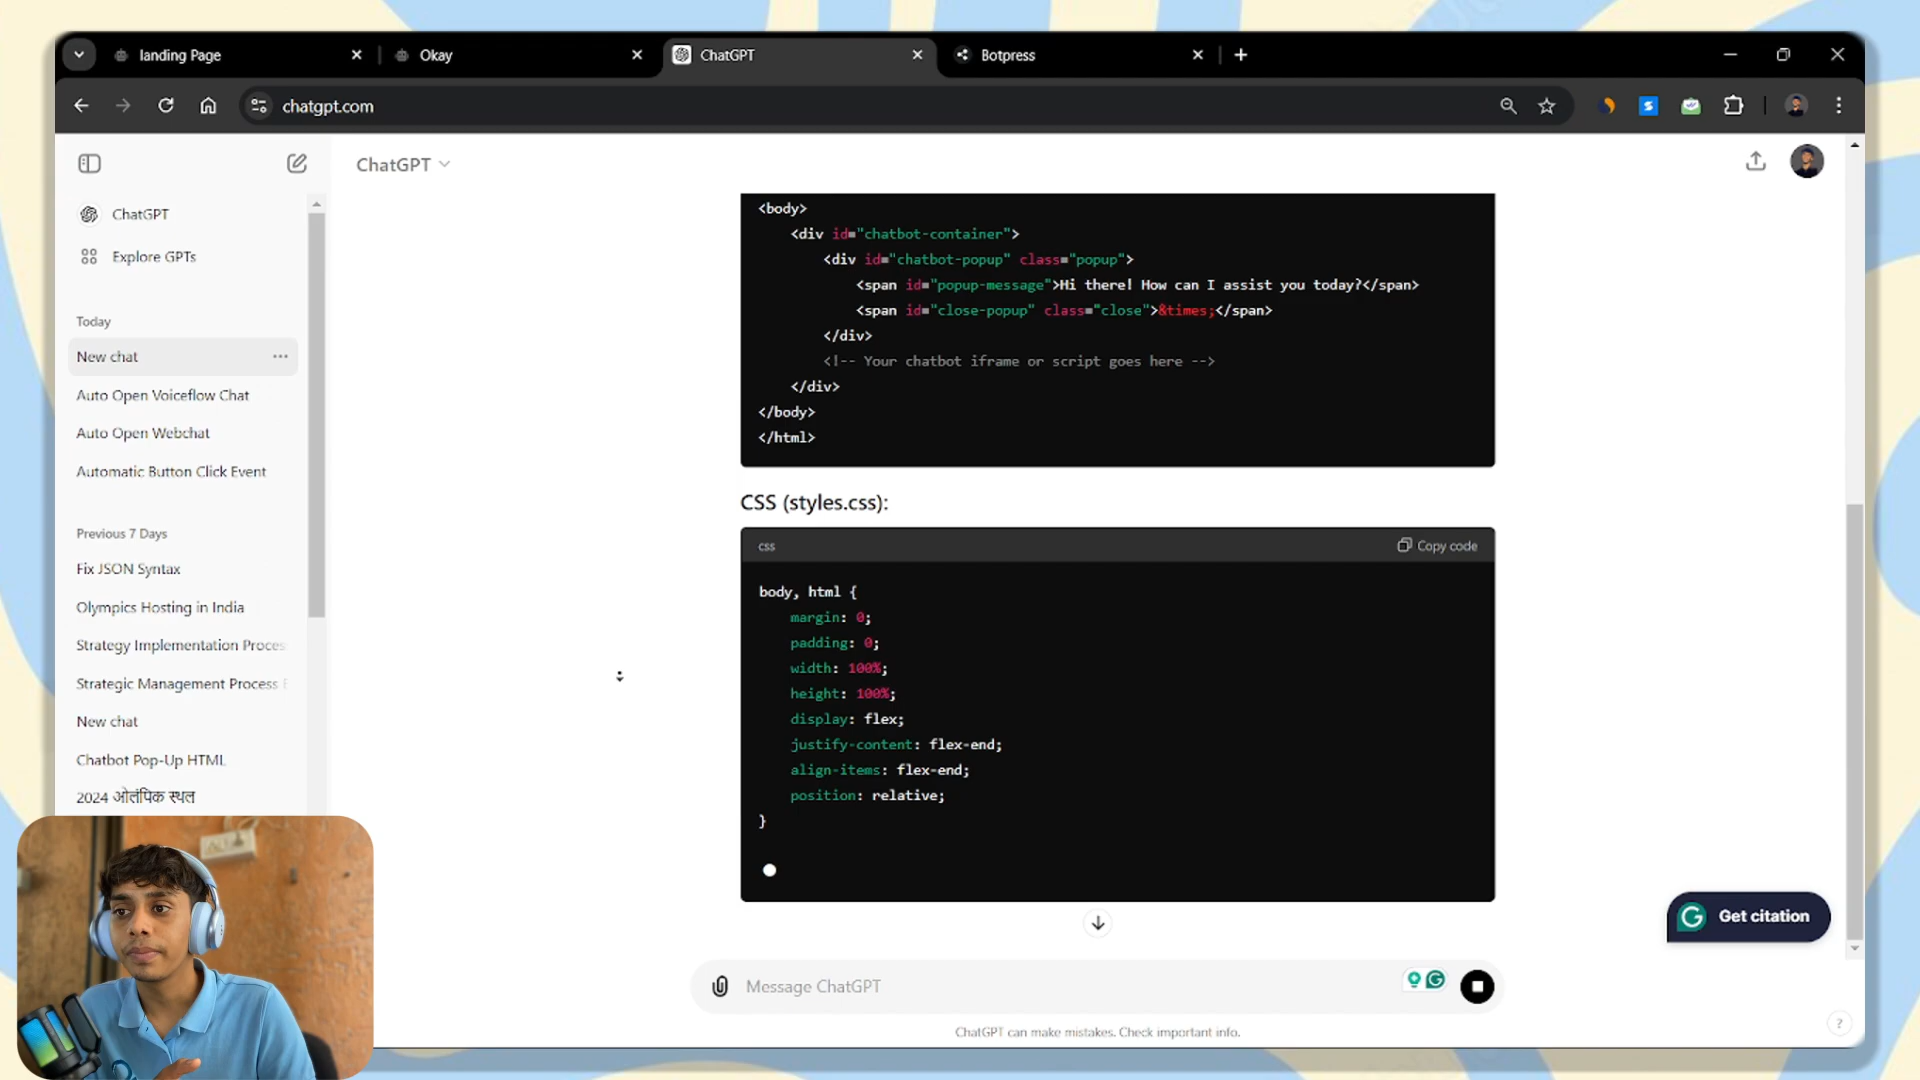 landing Page
Okay
ChatGPT
Botpress
chatgpt.com
ChatGPT
ChatGPT
Explore GPTs
Today
New chat
Auto Open Voiceflow Chat
Auto Open Webchat
Automatic Button Click Event
Previous 7 Days
Fix JSON Syntax
Olympics Hosting in India
Strategy Implementation Proces
Strategic Management Process
New chat
Chatbot Pop-Up HTML
2024 ओलंपिक स्थल
<body>
<div id="chatbot-container">
<div id="chatbot-popup" class="popup">
<span id="popup-message">Hi there! How can I assist you today?</span>
<span id="close-popup" class="close">&times;</span>
</div>
<!-- Your chatbot iframe or script goes here -->
</div>
</body>
</html>
CSS (styles.css):
css
Copy code
body, html {
margin: 0;
padding: 0;
width: 100%;
height: 100%;
display: flex;
justify-content: flex-end;
align-items: flex-end;
position: relative;
}
Get citation
Message ChatGPT
ChatGPT can make mistakes. Check important info.
?